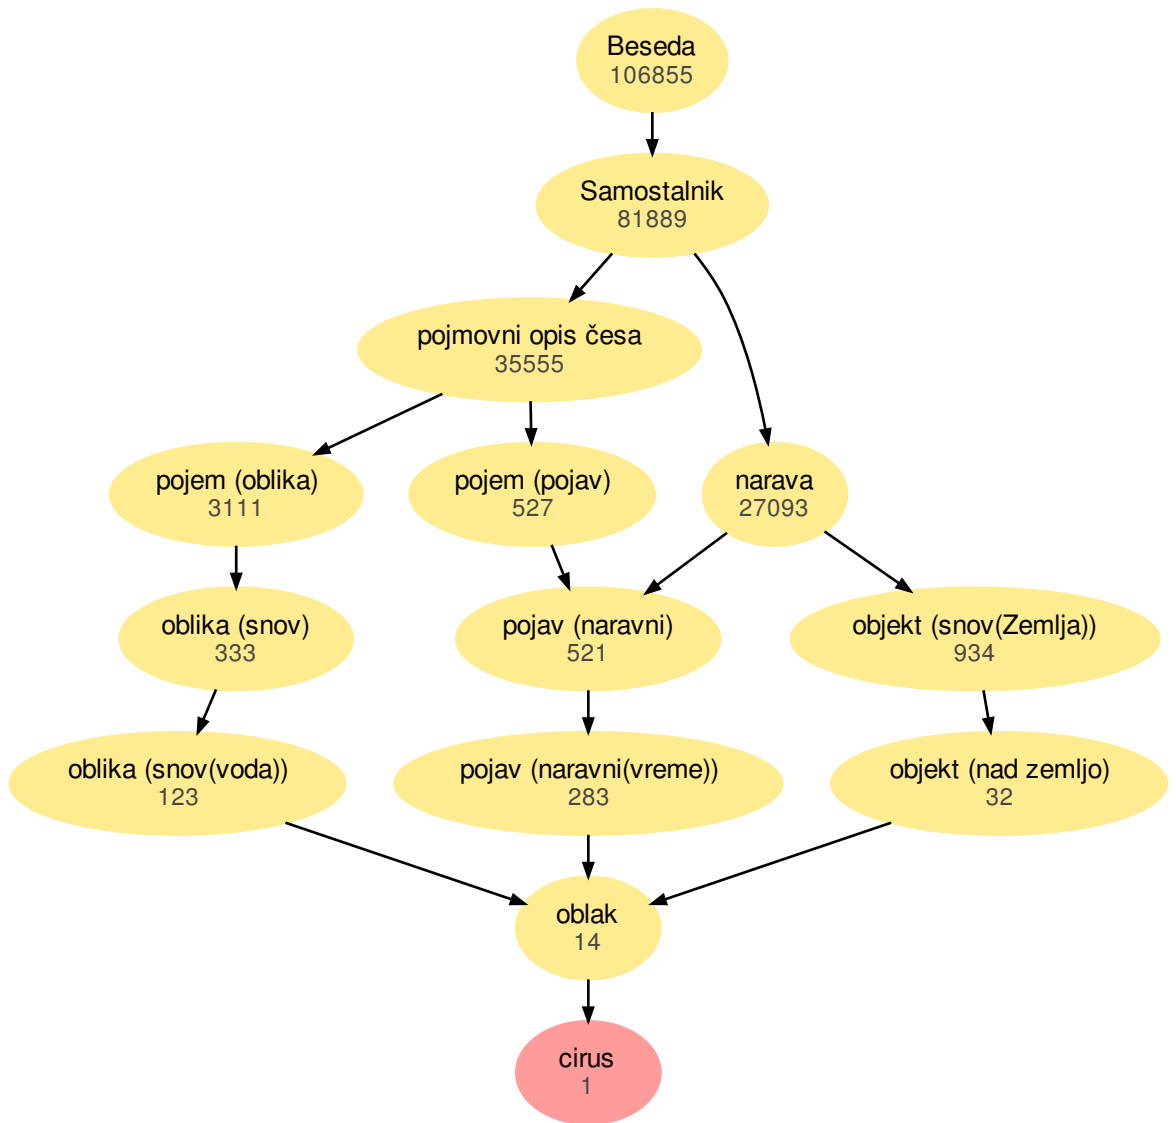 Beseda
106855
Samostalnik
81889
pojmovni opis česa
35555
pojem (oblika)
3111
pojem (pojav)
527
narava
27093
oblika (snov)
333
pojav (naravni)
521
objekt (snov(Zemlja))
934
oblika (snov(voda))
123
pojav (naravni(vreme))
283
objekt (nad zemljo)
32
oblak
14
cirus
1